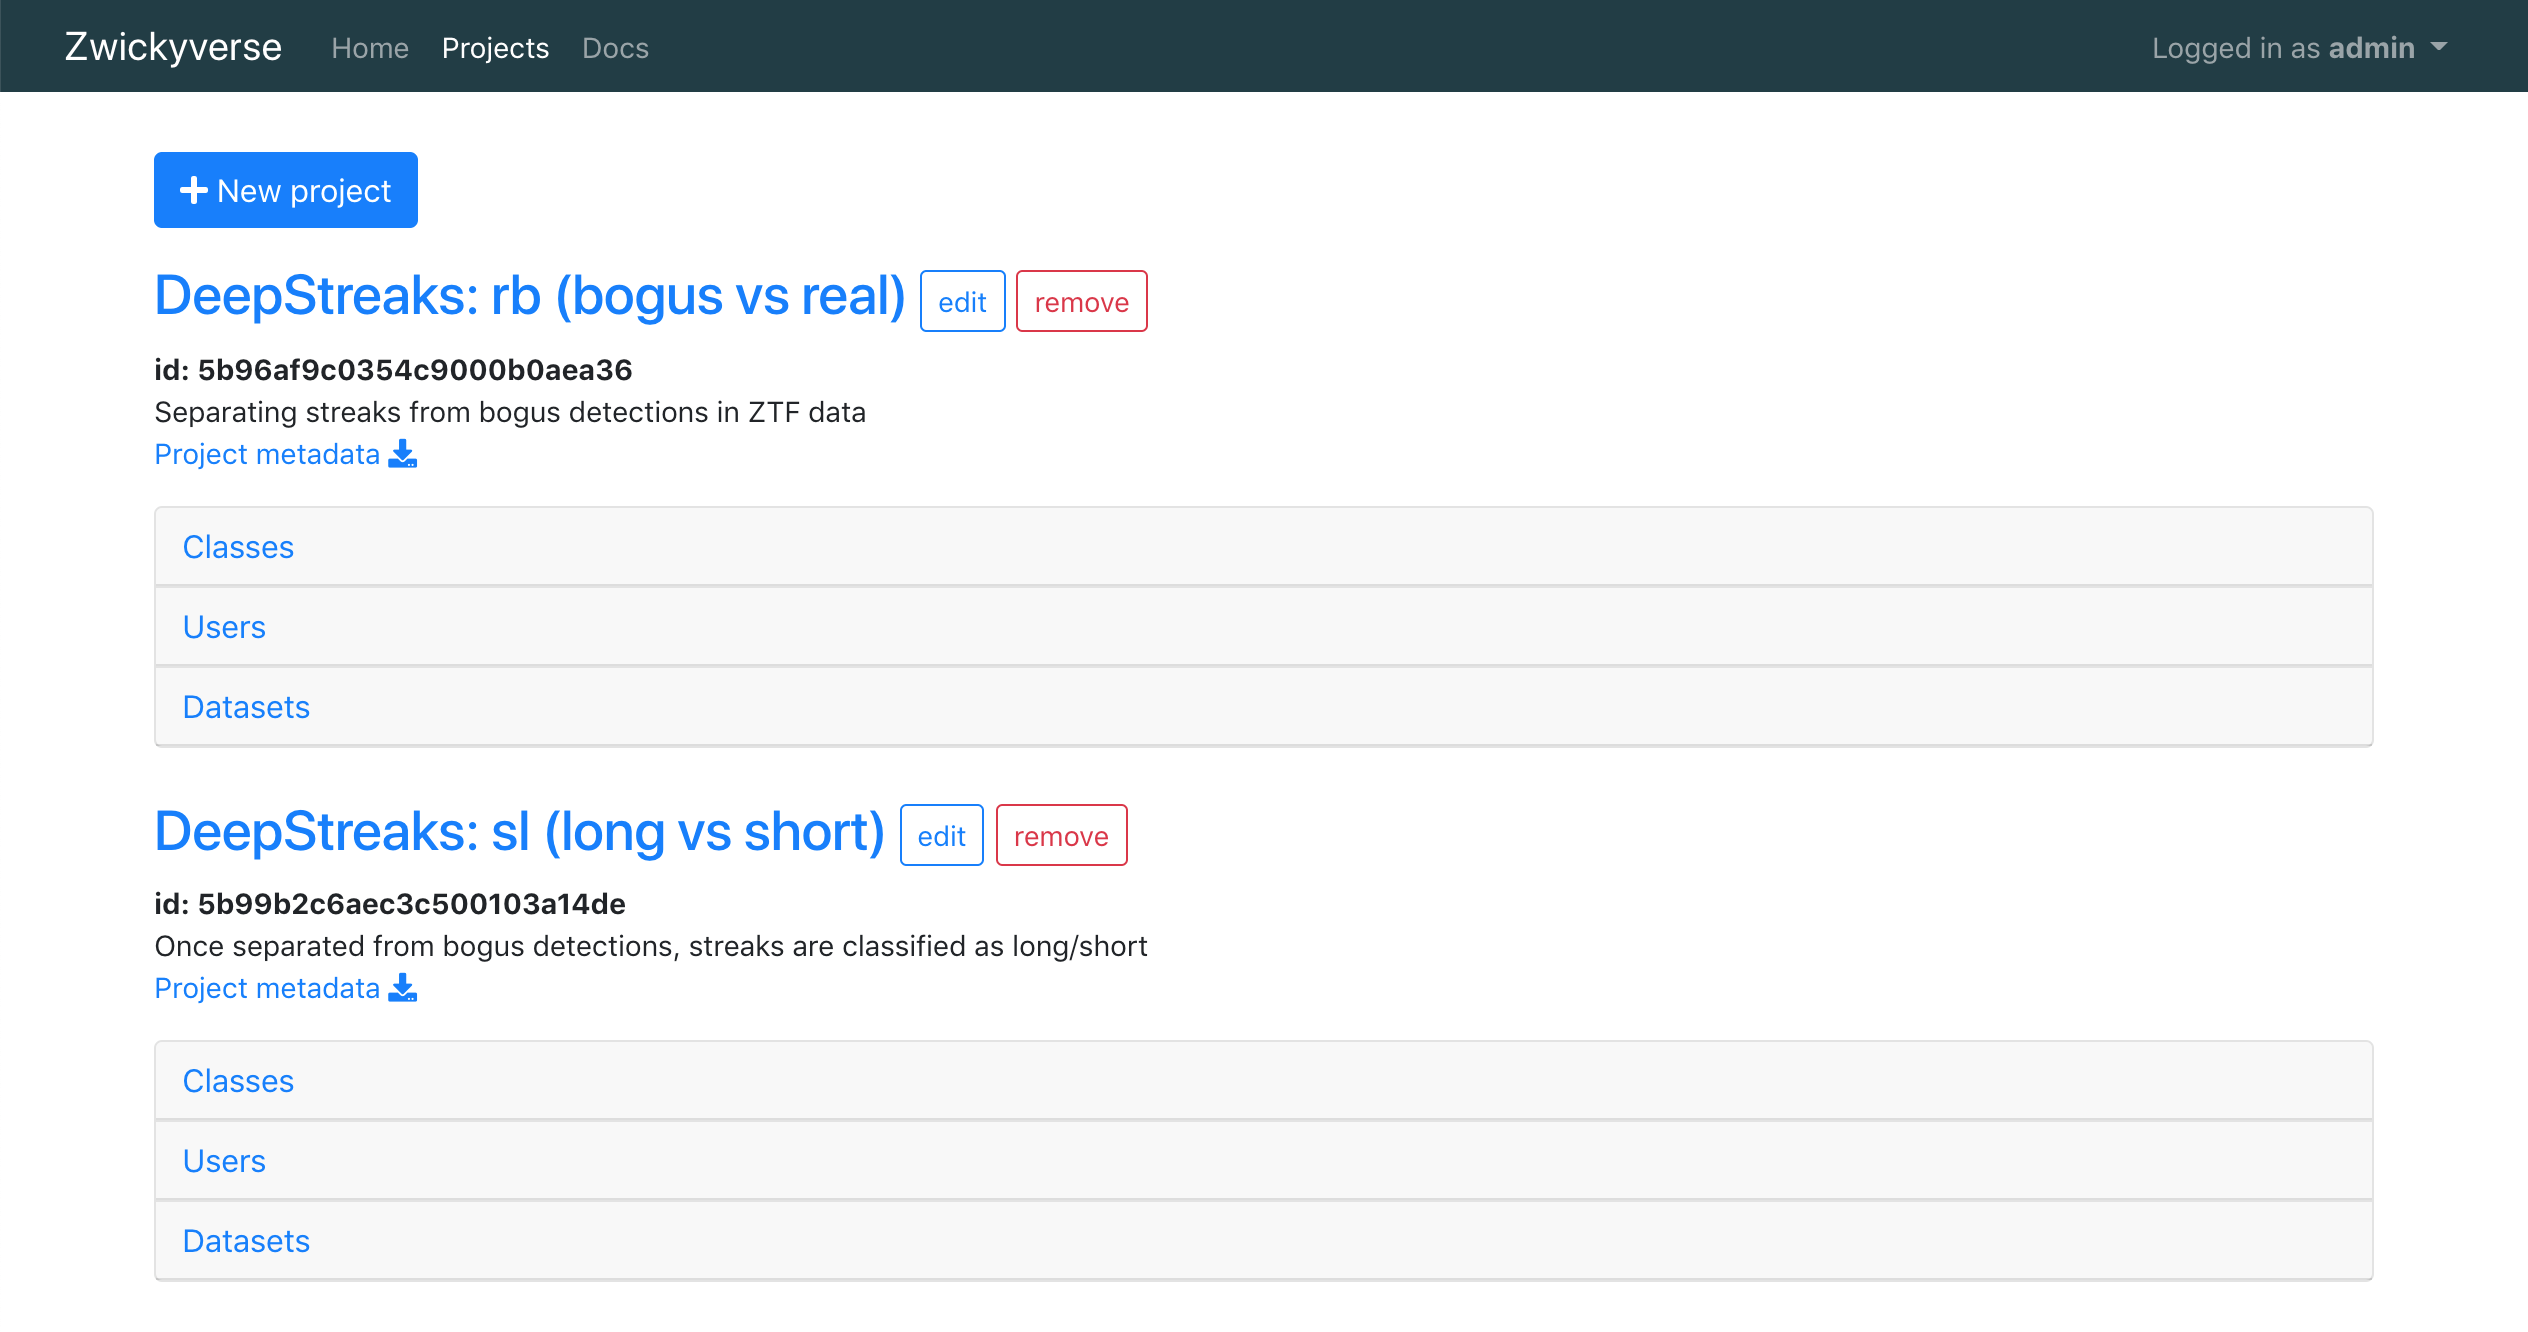 Zwickyverse Home Projects Docs Logged in as admin
New project
DeepStreaks: rb (bogus vs real) edit remove
id: 5b96af9c0354c9000b0aea36
Separating streaks from bogus detections in ZTF data
Project metadata
Classes
Users
Datasets
DeepStreaks: sl (long vs short) edit remove
id: 5b99b2c6aec3c500103a14de
Once separated from bogus detections, streaks are classified as long/short
Project metadata
Classes
Users
Datasets